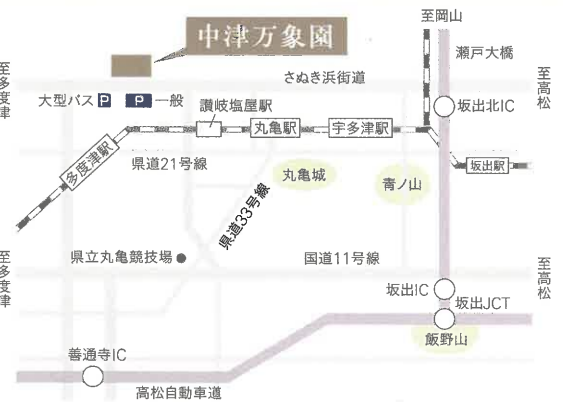 至岡山
中津万象園
瀬戸大橋
至多度津
さぬき浜街道
至高松
大型バス P
P 一般
坂出北IC
讃岐塩屋駅
丸亀駅
宇多津駅
多度津駅
県道21号線
坂出駅
丸亀城
青ノ山
県道33号線
県立丸亀競技場
国道11号線
至多度津
至高松
坂出IC
坂出JCT
飯野山
善通寺IC
高松自動車道